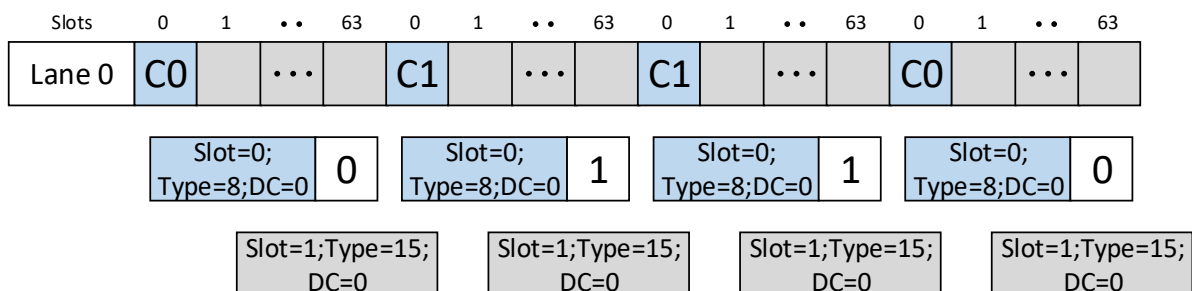 Slots 0 1 •• 63 0 1 •• 63 0 1 •• 63 0 1 •• 63
Lane 0 C0 ••• C1 ••• C1 ••• C0 •••
Slot=0; Slot=0; Slot=0; Slot=0;
Type=8;DC=0 0 Type=8;DC=0 1 Type=8;DC=0 1 Type=8;DC=0 0
Slot=1;Type=15; Slot=1;Type=15; Slot=1;Type=15; Slot=1;Type=15;
DC=0 DC=0 DC=0 DC=0